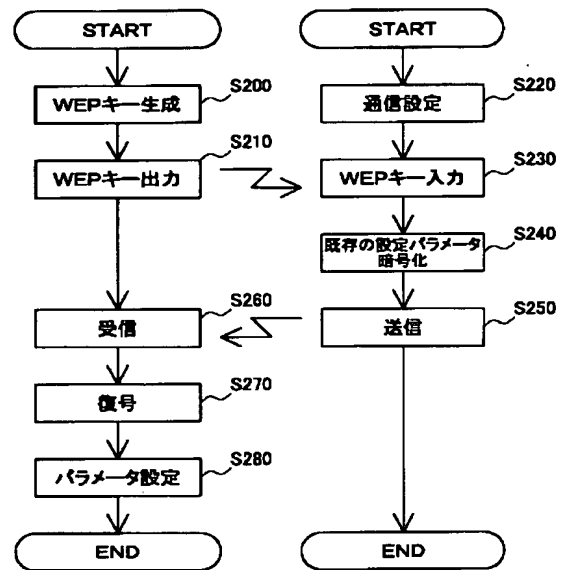 START
WEPキー生成
S200
WEPキー出力
S210
受信
S260
復号
S270
パラメータ設定
S280
END
START
通信設定
S220
WEPキー入力
S230
既存の設定パラメータ
暗号化
S240
送信
S250
END